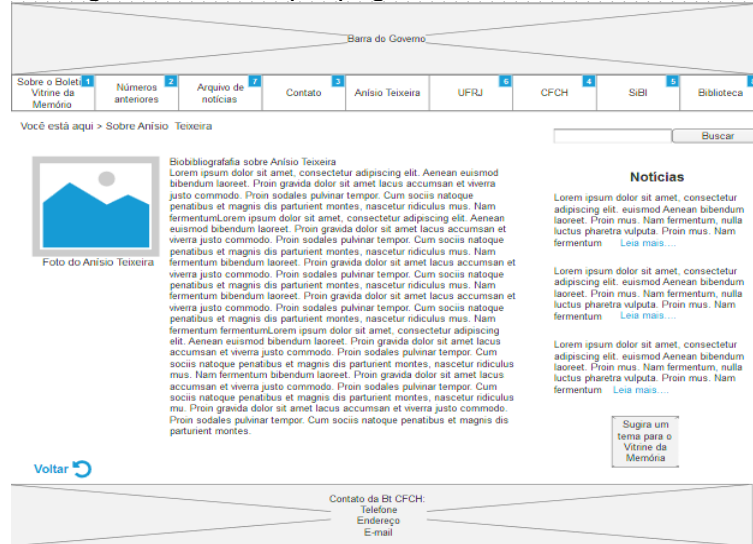 Barra do Governo
Sobre o Boleti 1
Vitrine da
Memório
Números 2
antenores
Arquivo de 7
notícias
Contato 3
Anísio Teixeira
UFRJ 6
CFCH 4
SiBI 5
Biblioteca
Você está aqui > Sobre Anísio Teixeira
Buscar
Foto do Anísio Teixeira
Biobibliografafia sobre Anísio Teixeira
Lorem ipsum dolor sit amet, consectetur adipiscing elit. Aenean euismod
bibendum laoreet. Proin gravida dolor sit amet lacus accumsan et viverra
justo commodo. Proin sodales pulvinar tempor. Cum sociis natoque
penatibus et magnis dis parturient montes, nascetur ridiculus mus. Nam
fermentumLorem ipsum dolor sit amet, consectetur adipiscing elit. Aenean
euismod bibendum laoreet. Proin gravida dolor sit amet lacus accumsan et
viverra justo commodo. Proin sodales pulvinar tempor. Cum sociis natoque
penatibus et magnis dis parturient montes, nascetur ridiculus mus. Nam
fermentum bibendum laoreet. Proin gravida dolor sit amet lacus accumsan et
viverra justo commodo. Proin sodales pulvinar tempor. Cum sociis natoque
penatibus et magnis dis parturient montes, nascetur ridiculus mus. Nam
fermentum bibendum laoreet. Proin gravida dolor sit amet lacus accumsan et
viverra justo commodo. Proin sodales pulvinar tempor. Cum sociis natoque
penatibus et magnis dis parturient montes, nascetur ridiculus mus. Nam
fermentum fermentumLorem ipsum dolor sit amet, consectetur adipiscing
elit. Aenean euismod bibendum laoreet. Proin gravida dolor sit amet lacus
accumsan et viverra justo commodo. Proin sodales pulvinar tempor. Cum
sociis natoque penatibus et magnis dis parturient montes, nascetur ridiculus
mus. Nam fermentum bibendum laoreet. Proin gravida dolor sit amet lacus
accumsan et viverra justo commodo. Proin sodales pulvinar tempor. Cum
sociis natoque penatibus et magnis dis parturient montes, nascetur ridiculus
mu. Proin gravida dolor sit amet lacus accumsan et viverra justo commodo.
Proin sodales pulvinar tempor. Cum sociis natoque penatibus et magnis dis
parturient montes.
Voltar
Noticias
Lorem ipsum dolor sit amet, consectetur
adipiscing elit. euismod Aenean bibendum
laoreet. Proin mus. Nam fermentum, nulla
luctus pharetra vulputa. Proin mus. Nam
fermentum Leia mais....
Lorem ipsum dolor sit amet, consectetur
adipiscing elit. euismod Aenean bibendum
laoreet. Proin mus. Nam fermentum, nulla
luctus pharetra vulputa. Proin mus. Nam
fermentum Leia mais....
Lorem ipsum dolor sit amet, consectetur
adipiscing elit. euismod Aenean bibendum
laoreet. Proin mus. Nam fermentum, nulla
luctus pharetra vulputa. Proin mus. Nam
fermentum Leia mais....
Sugira um
tema para o
Vitrine da
Memória
Contato da Bt CFCH:
Telefone
Endereço
E-mail